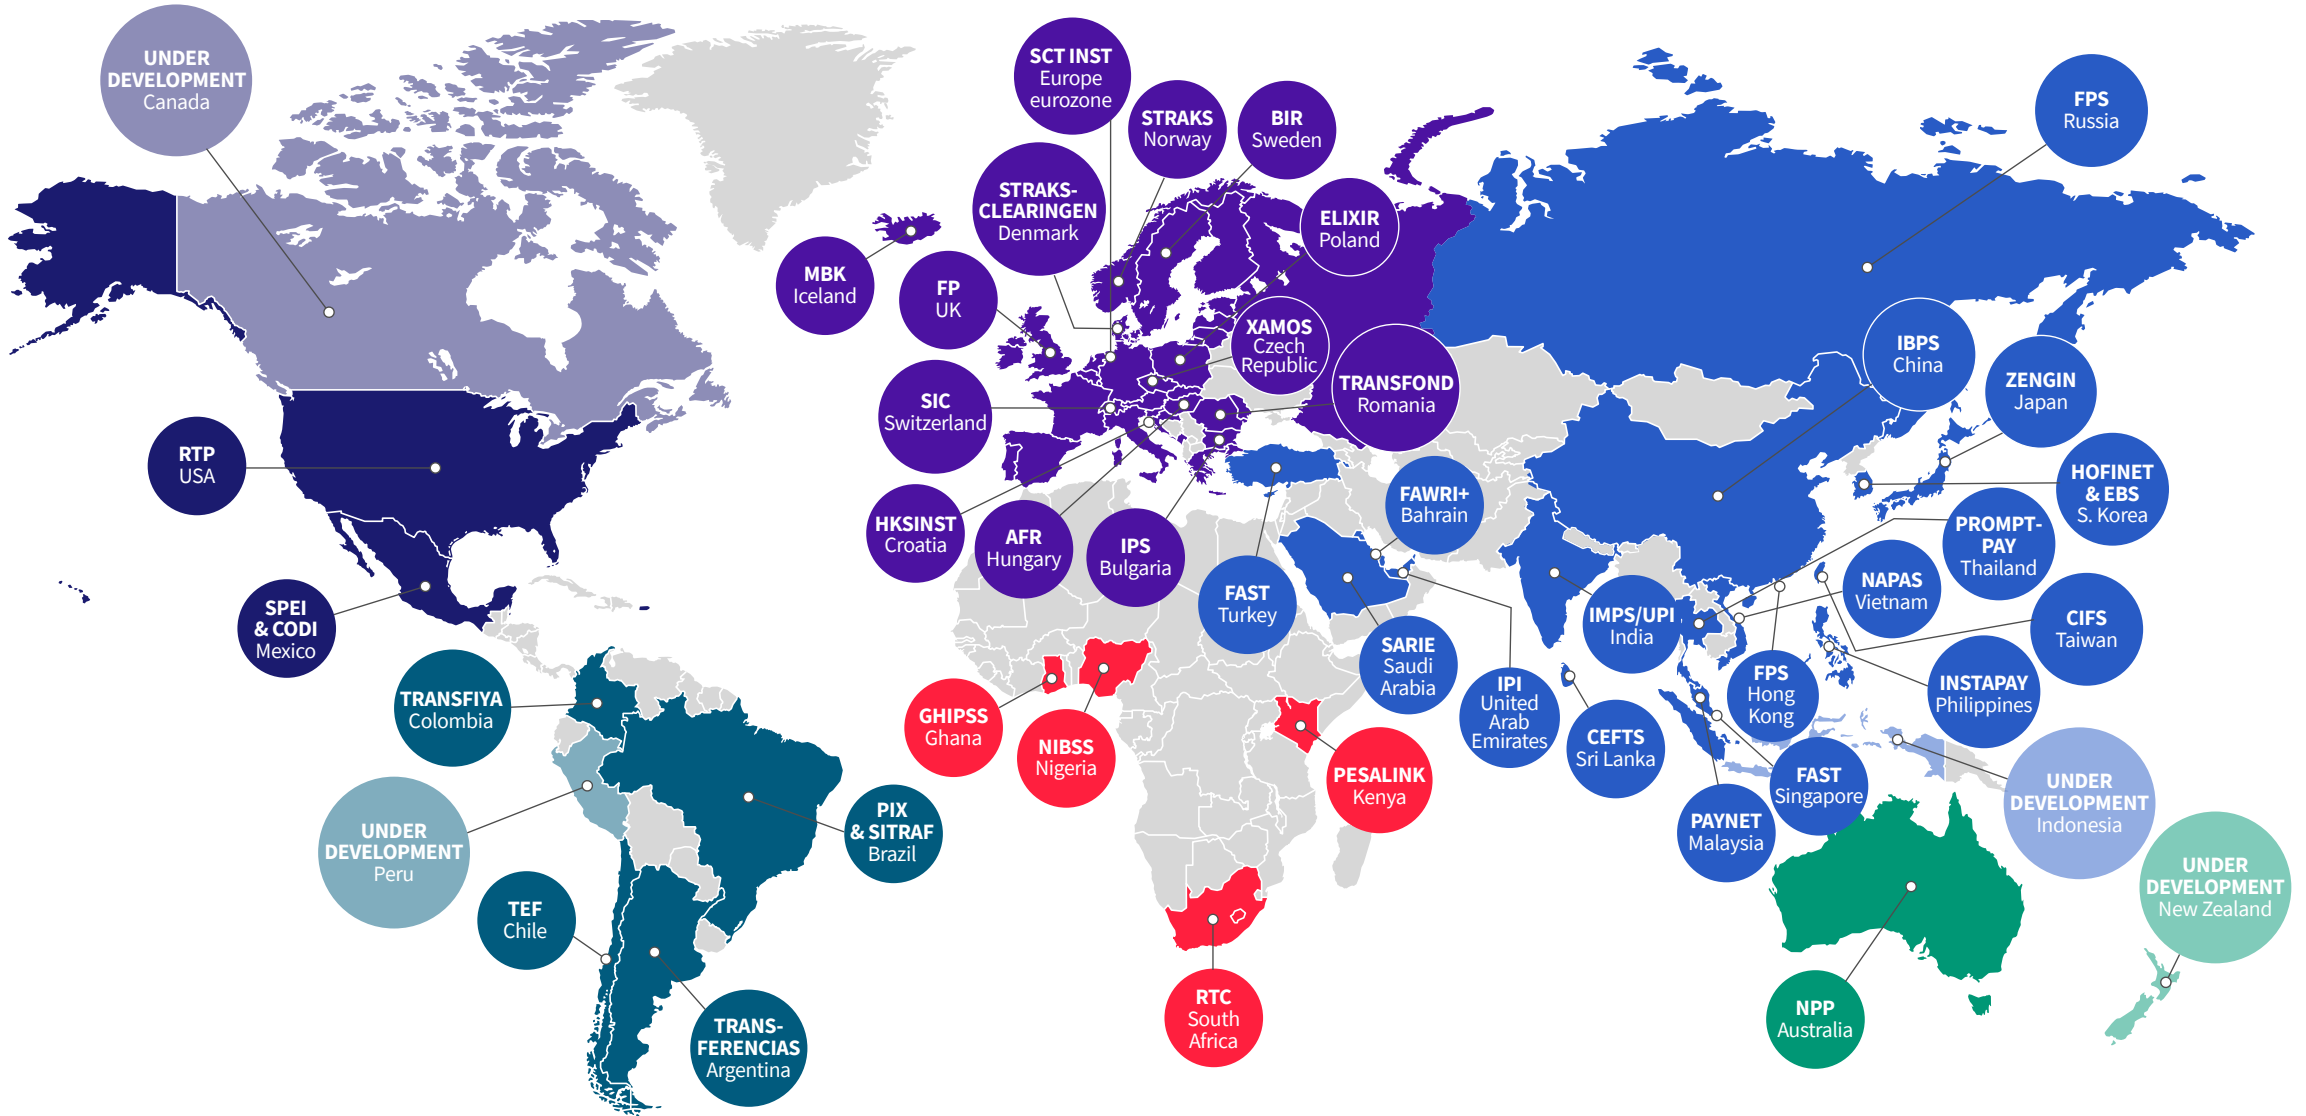 UNDER
DEVELOPMENT
Canada
RTP
USA
SPEI
& CODI
Mexico
TRANSFIYA
Colombia
UNDER
DEVELOPMENT
Peru
TEF
Chile
PIX
& SITRAF
Brazil
TRANS-
FERENCIAS
Argentina
SCT INST
Europe
eurozone
STRAKS
Norway
BIR
Sweden
STRAKS-
CLEARINGEN
Denmark
ELIXIR
Poland
MBK
Iceland
FP
UK
XAMOS
Czech
Republic
TRANSFOND
Romania
SIC
Switzerland
HKSINST
Croatia
AFR
Hungary
IPS
Bulgaria
FAST
Turkey
FAWRI+
Bahrain
SARIE
Saudi
Arabia
IPI
United
Arab
Emirates
GHIPSS
Ghana
NIBSS
Nigeria
PESALINK
Kenya
RTC
South
Africa
FPS
Russia
IBPS
China
ZENGIN
Japan
HOFINET
& EBS
S. Korea
PROMPT-
PAY
Thailand
NAPAS
Vietnam
CIFS
Taiwan
IMPS/UPI
India
FPS
Hong
Kong
INSTAPAY
Philippines
CEFTS
Sri Lanka
FAST
Singapore
PAYNET
Malaysia
UNDER
DEVELOPMENT
Indonesia
UNDER
DEVELOPMENT
New Zealand
NPP
Australia